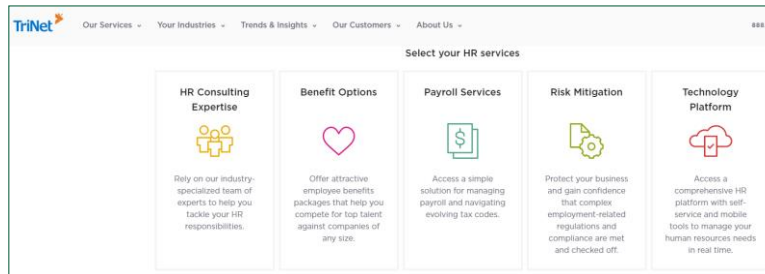 TriNet
Our Services
Your Industries
Trends & Insights
Our Customers
About Us
888
Select your HR services
HR Consulting
Expertise
Rely on our industry-
specialized team of
experts to help you
tackle your HR
responsibilities.
Benefit Options
Offer attractive
employee benefits
packages that help you
compete for top talent
against companies of
any size.
Payroll Services
$
Access a simple
solution for managing
payroll and navigating
evolving tax codes.
Risk Mitigation
Protect your business
and gain confidence
that complex
employment-related
regulations and
compliance are met
and checked off.
Technology
Platform
Access a
comprehensive HR
platform with self-
service and mobile
tools to manage your
human resources needs
in real time.